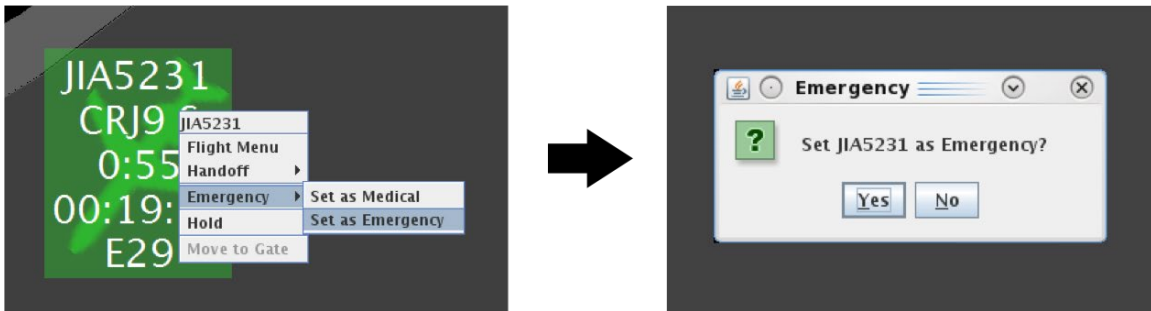 JIA5231
CRJ9
0:55
00:19:
E29
JIA5231
Flight Menu
Handoff
Emergency
Hold
Move to Gate
Set as Medical
Set as Emergency
Emergency
?
Set JIA5231 as Emergency?
Yes
No